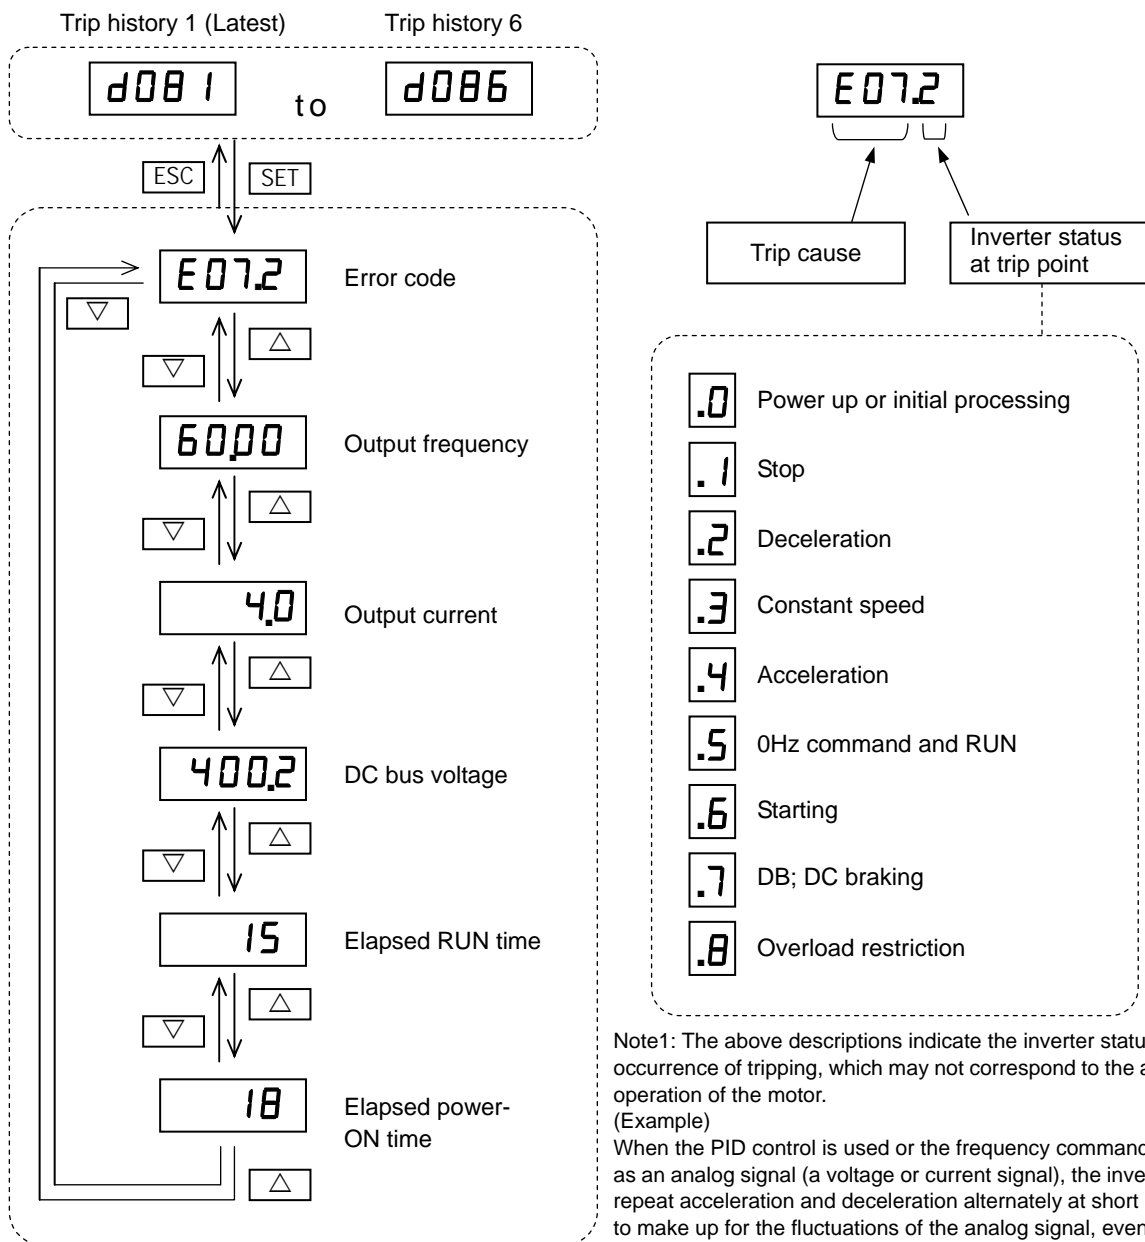 Trip history 1 (Latest)
Trip history 6
d081
to
d086
ESC
SET
E07.2
Error code
60.00
Output frequency
4.0
Output current
400.2
DC bus voltage
15
Elapsed RUN time
18
Elapsed power-
ON time
E07.2
Trip cause
Inverter status
at trip point
.0 Power up or initial processing
.1 Stop
.2 Deceleration
.3 Constant speed
.4 Acceleration
.5 0Hz command and RUN
.6 Starting
.7 DB; DC braking
.8 Overload restriction
Note1: The above descriptions indicate the inverter
occurrence of tripping, which may not correspond to the
operation of the motor.
(Example)
When the PID control is used or the frequency command
as an analog signal (a voltage or current signal), the
repeat acceleration and deceleration alternately at short
to make up for the fluctuations of the analog signal, even